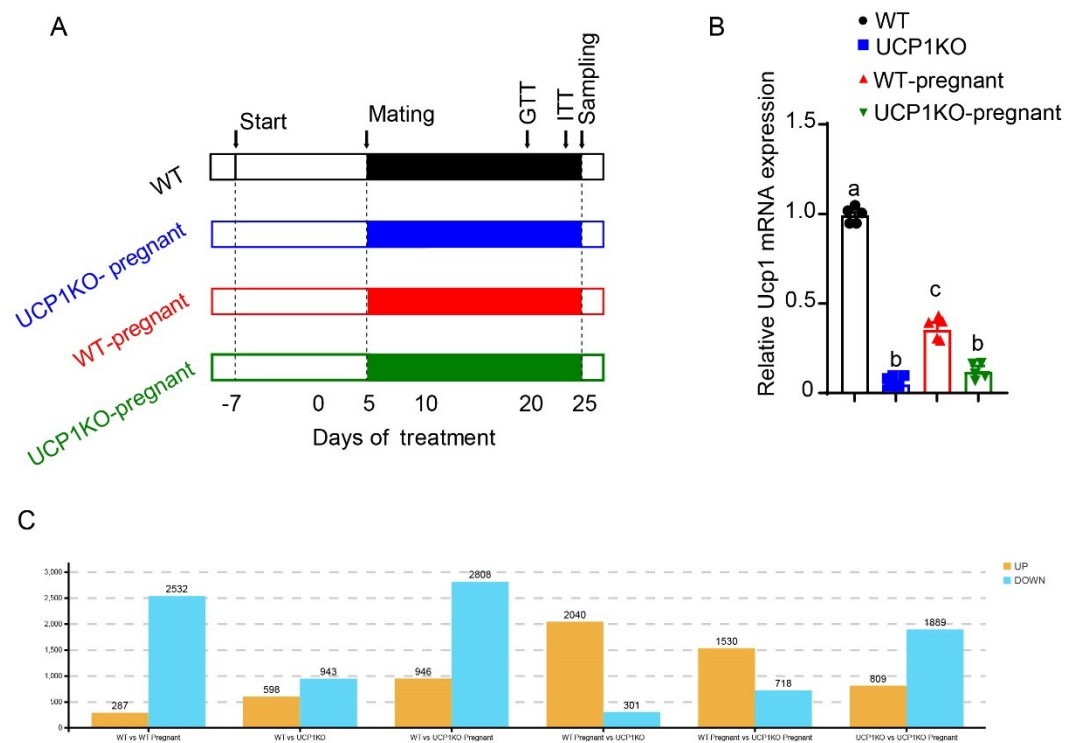 A
Start
Mating
GTT
ITT
Sampling
WT
UCP1KO- pregnant
WT-pregnant
UCP1KO-pregnant
-7 0 5 10 20 25
Days of treatment
B
WT
UCP1KO
WT-pregnant
UCP1KO-pregnant
Relative Ucp1 mRNA expression
1.5
1.0
0.5
0
a
b
c
b
C
UP
DOWN
3,000
2,500
2,000
1,500
1,000
500
0
287 2532 598 943 946 2808 2040 301 1530 718 809 1889
WT vs WT-Pregnant WT vs UCP1KO WT vs UCP1KO-Pregnant WT-Pregnant vs UCP1KO WT-Pregnant vs UCP1KO-Pregnant UCP1KO vs UCP1KO-Pregnant